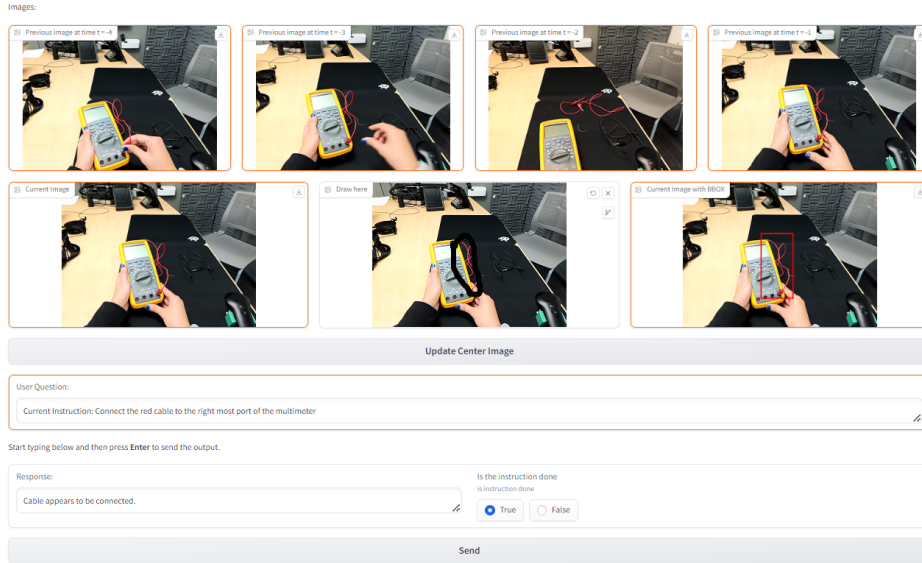 Images:
Previous image at time t = -4
Previous image at time t = -3
Previous image at time t = -2
Previous image at time t = -1
Current Image
Draw here
Current Image with BBOX
Update Center Image
User Question:
Current Instruction: Connect the red cable to the right most port of the multimeter
Start typing below and then press Enter to send the output.
Response:
Cable appears to be connected.
Is the instruction done
is instruction done
True
False
Send